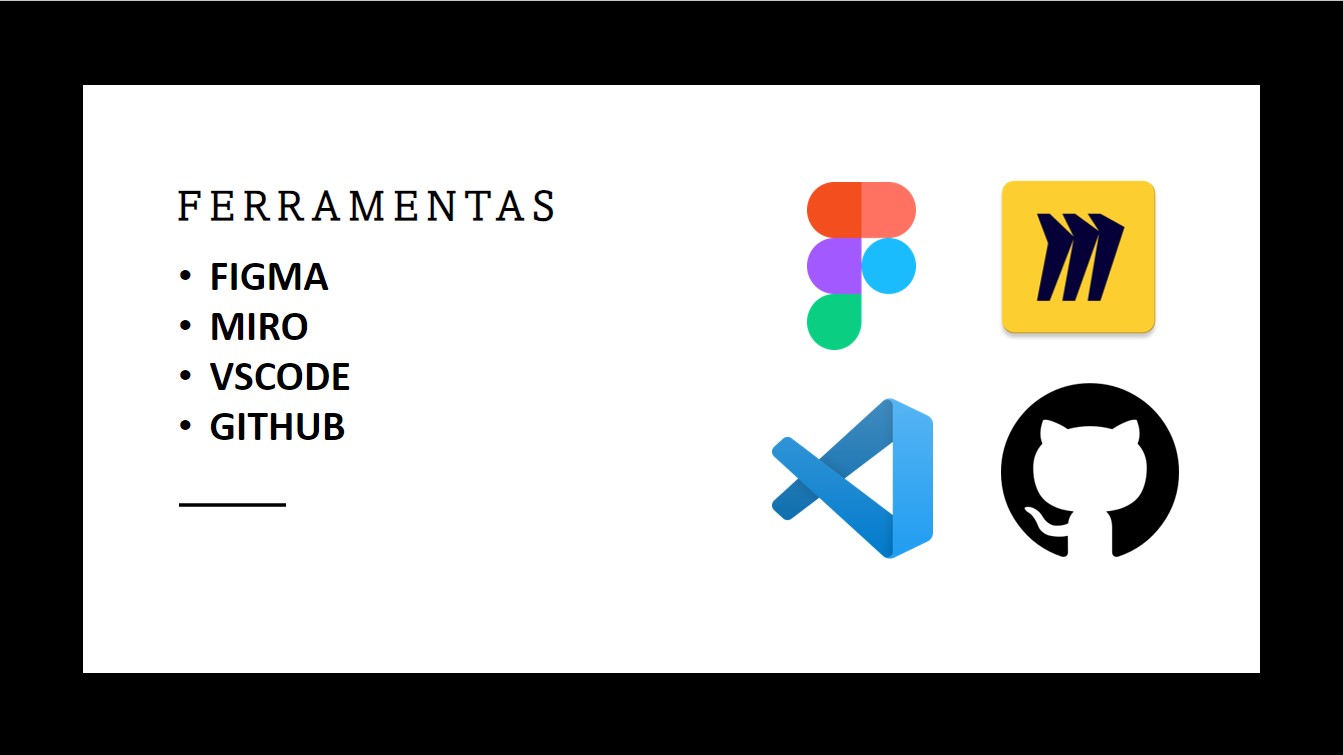 FERRAMENTAS
• FIGMA
• MIRO
• VSCODE
• GITHUB